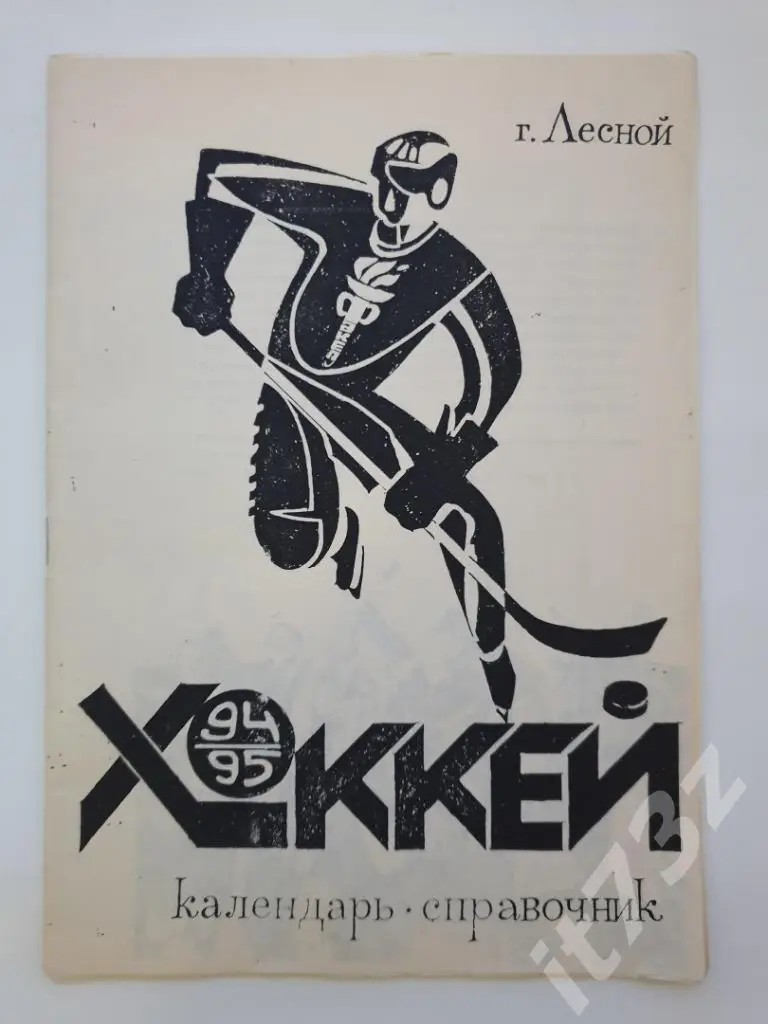 г. Лесной
94
95
ХОККЕЙ
календарь · справочник
it73z